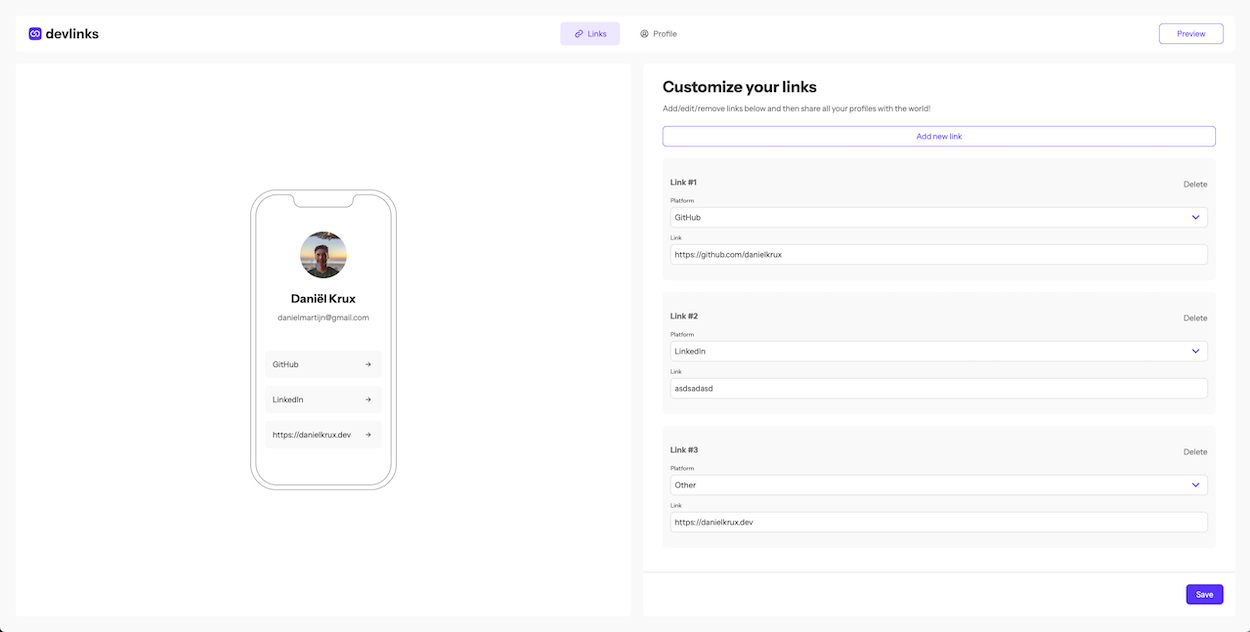 devlinks
Links
Profile
Preview
Daniël Krux
danielmartijn@gmail.com
GitHub
LinkedIn
https://danielkrux.dev
Customize your links
Add/edit/remove links below and then share all your profiles with the world!
Add new link
Link #1
Delete
Platform
GitHub
Link
https://github.com/danielkrux
Link #2
Delete
Platform
LinkedIn
Link
asdsadasd
Link #3
Delete
Platform
Other
Link
https://danielkrux.dev
Save